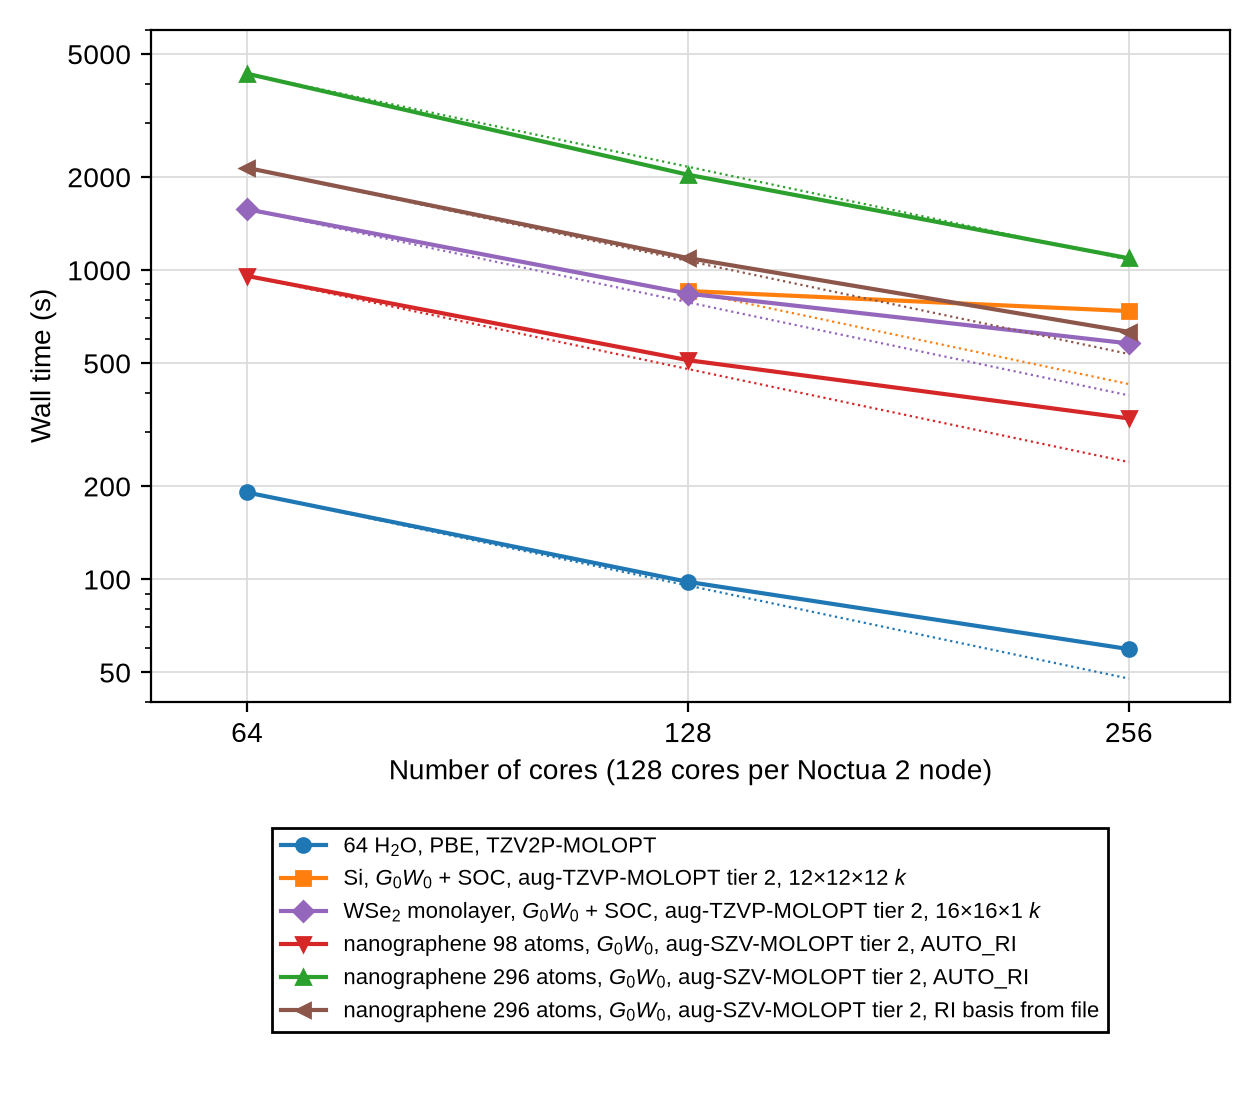 5000
2000
1000
500
200
100
50
Wall time (s)
64 128 256
Number of cores (128 cores per Noctua 2 node)
64 H₂O, PBE, TZV2P-MOLOPT
Si, G₀W₀ + SOC, aug-TZVP-MOLOPT tier 2, 12×12×12 k
WSe₂ monolayer, G₀W₀ + SOC, aug-TZVP-MOLOPT tier 2, 16×16×1 k
nanographene 98 atoms, G₀W₀, aug-SZV-MOLOPT tier 2, AUTO_RI
nanographene 296 atoms, G₀W₀, aug-SZV-MOLOPT tier 2, AUTO_RI
nanographene 296 atoms, G₀W₀, aug-SZV-MOLOPT tier 2, RI basis from file